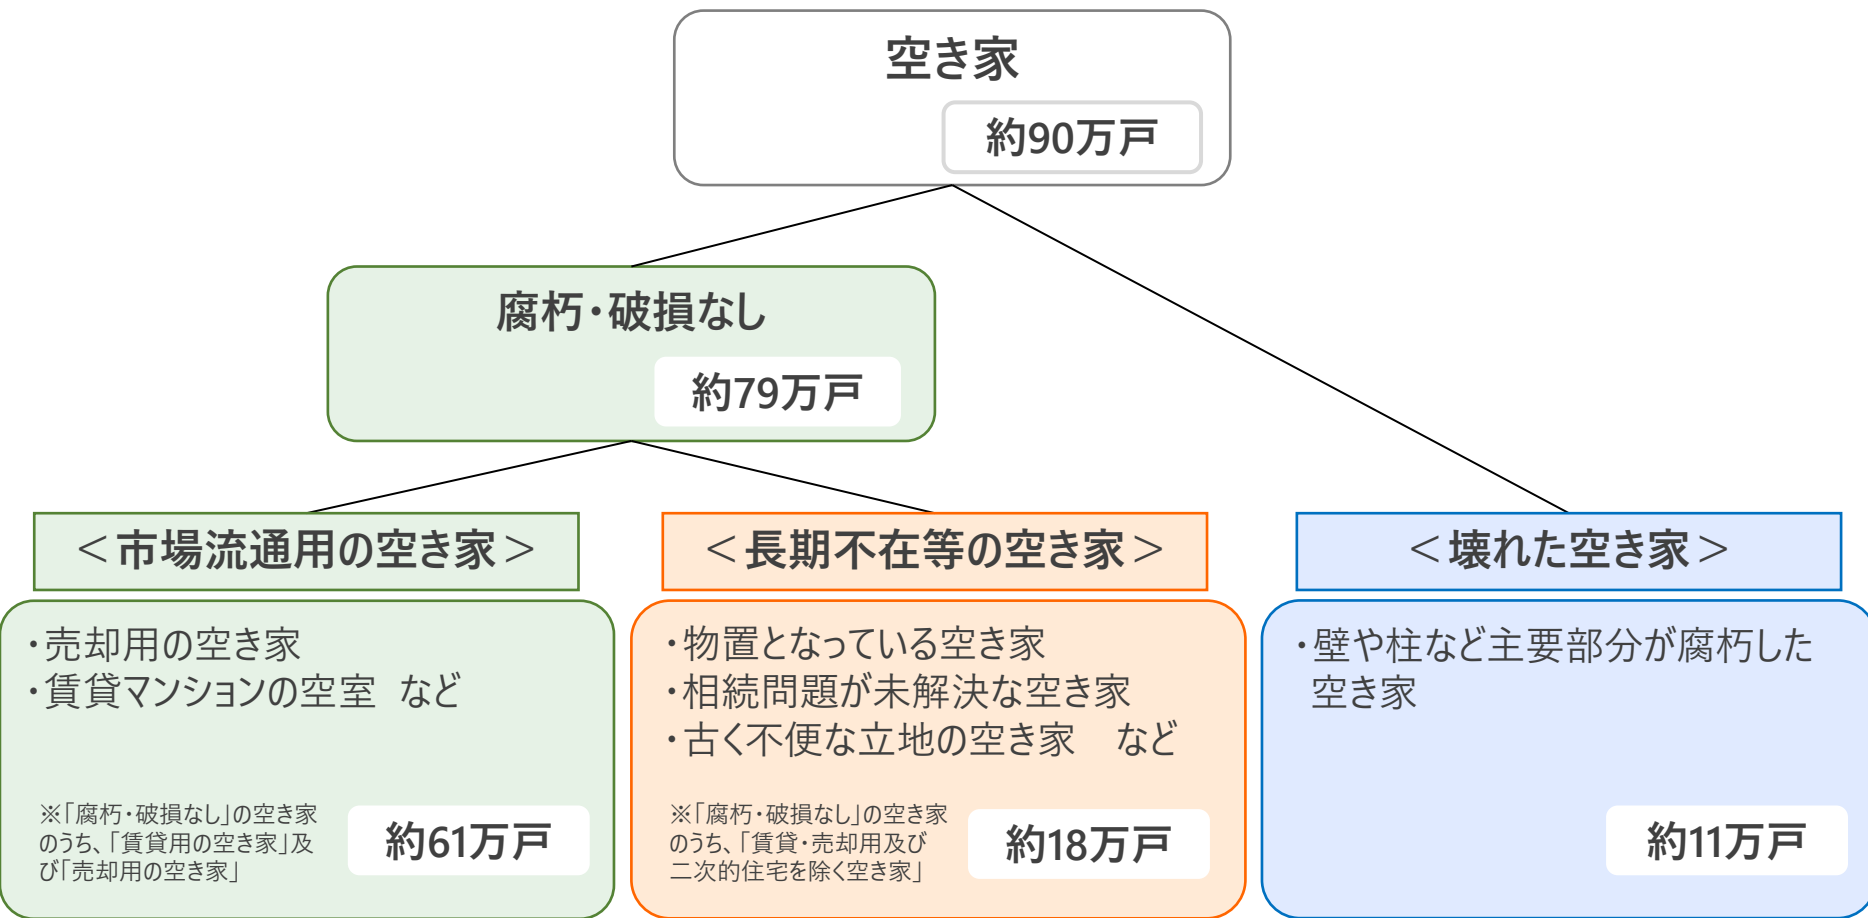 空き家
約90万戸
腐朽・破損なし
約79万戸
＜市場流通用の空き家＞
・売却用の空き家
・賃貸マンションの空室 など
※「腐朽・破損なし」の空き家
のうち、「賃貸用の空き家」及
び「売却用の空き家」
約61万戸
＜長期不在等の空き家＞
・物置となっている空き家
・相続問題が未解決な空き家
・古く不便な立地の空き家　など
※「腐朽・破損なし」の空き家
のうち、「賃貸・売却用及び
二次的住宅を除く空き家」
約18万戸
＜壊れた空き家＞
・壁や柱など主要部分が腐朽した
空き家
約11万戸